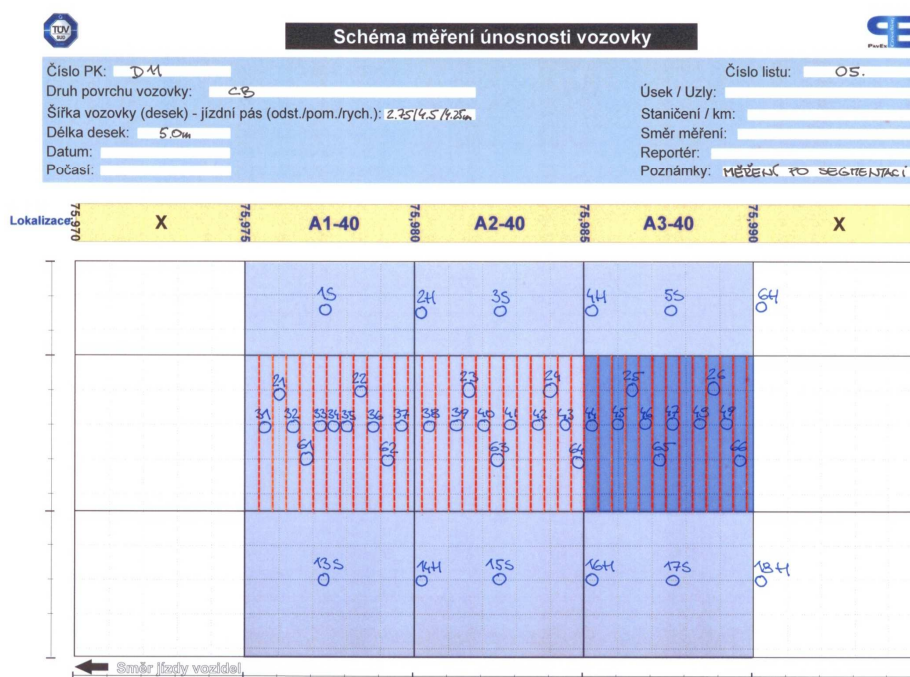 TÜV
SÜD
Schéma měření únosnosti vozovky
PavEx
Číslo PK: D11
Číslo listu: 05.
Druh povrchu vozovky: CB
Úsek / Uzly:
Šířka vozovky (desek) - jízdní pás (odst./pom./rych.): 2.75/4.5/4.25m
Staničení / km:
Délka desek: 5.0m
Směr měření:
Datum:
Reportér:
Počasí:
Poznámky: MĚŘENÍ PO SEGMENTACI
Lokalizace: 75,970 X 75,975 A1-40 75,980 A2-40 75,985 A3-40 75,990 X
1S 2H 3S 4H 5S 6H
21 22 23 24 25 26
31 32 33 34 35 36 37 38 39 40 41 42 43 44 45 46 47 48 49
61 62 63 64 65 66
13S 14H 15S 16H 17S 18H
Směr jízdy vozidel